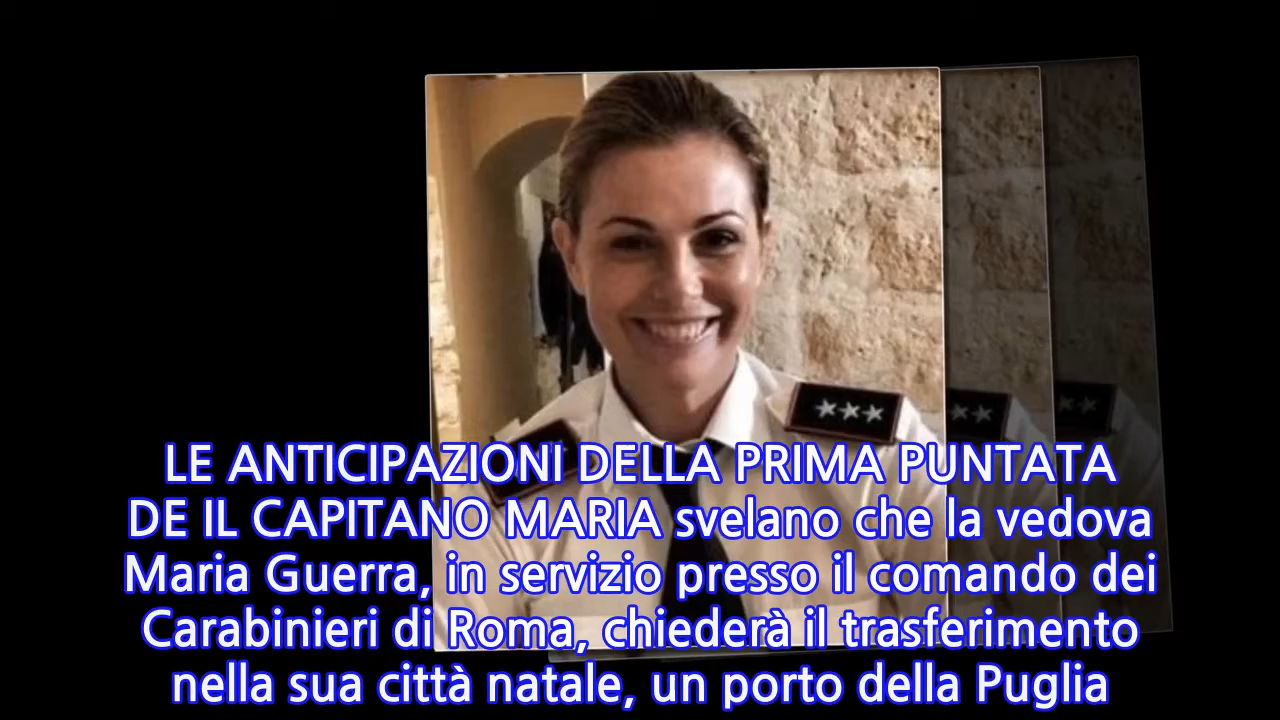 LE ANTICIPAZIONI DELLA PRIMA PUNTATA
DE IL CAPITANO MARIA svelano che la vedova
Maria Guerra, in servizio presso il comando dei
Carabinieri di Roma, chiederà il trasferimento
nella sua città natale, un porto della Puglia